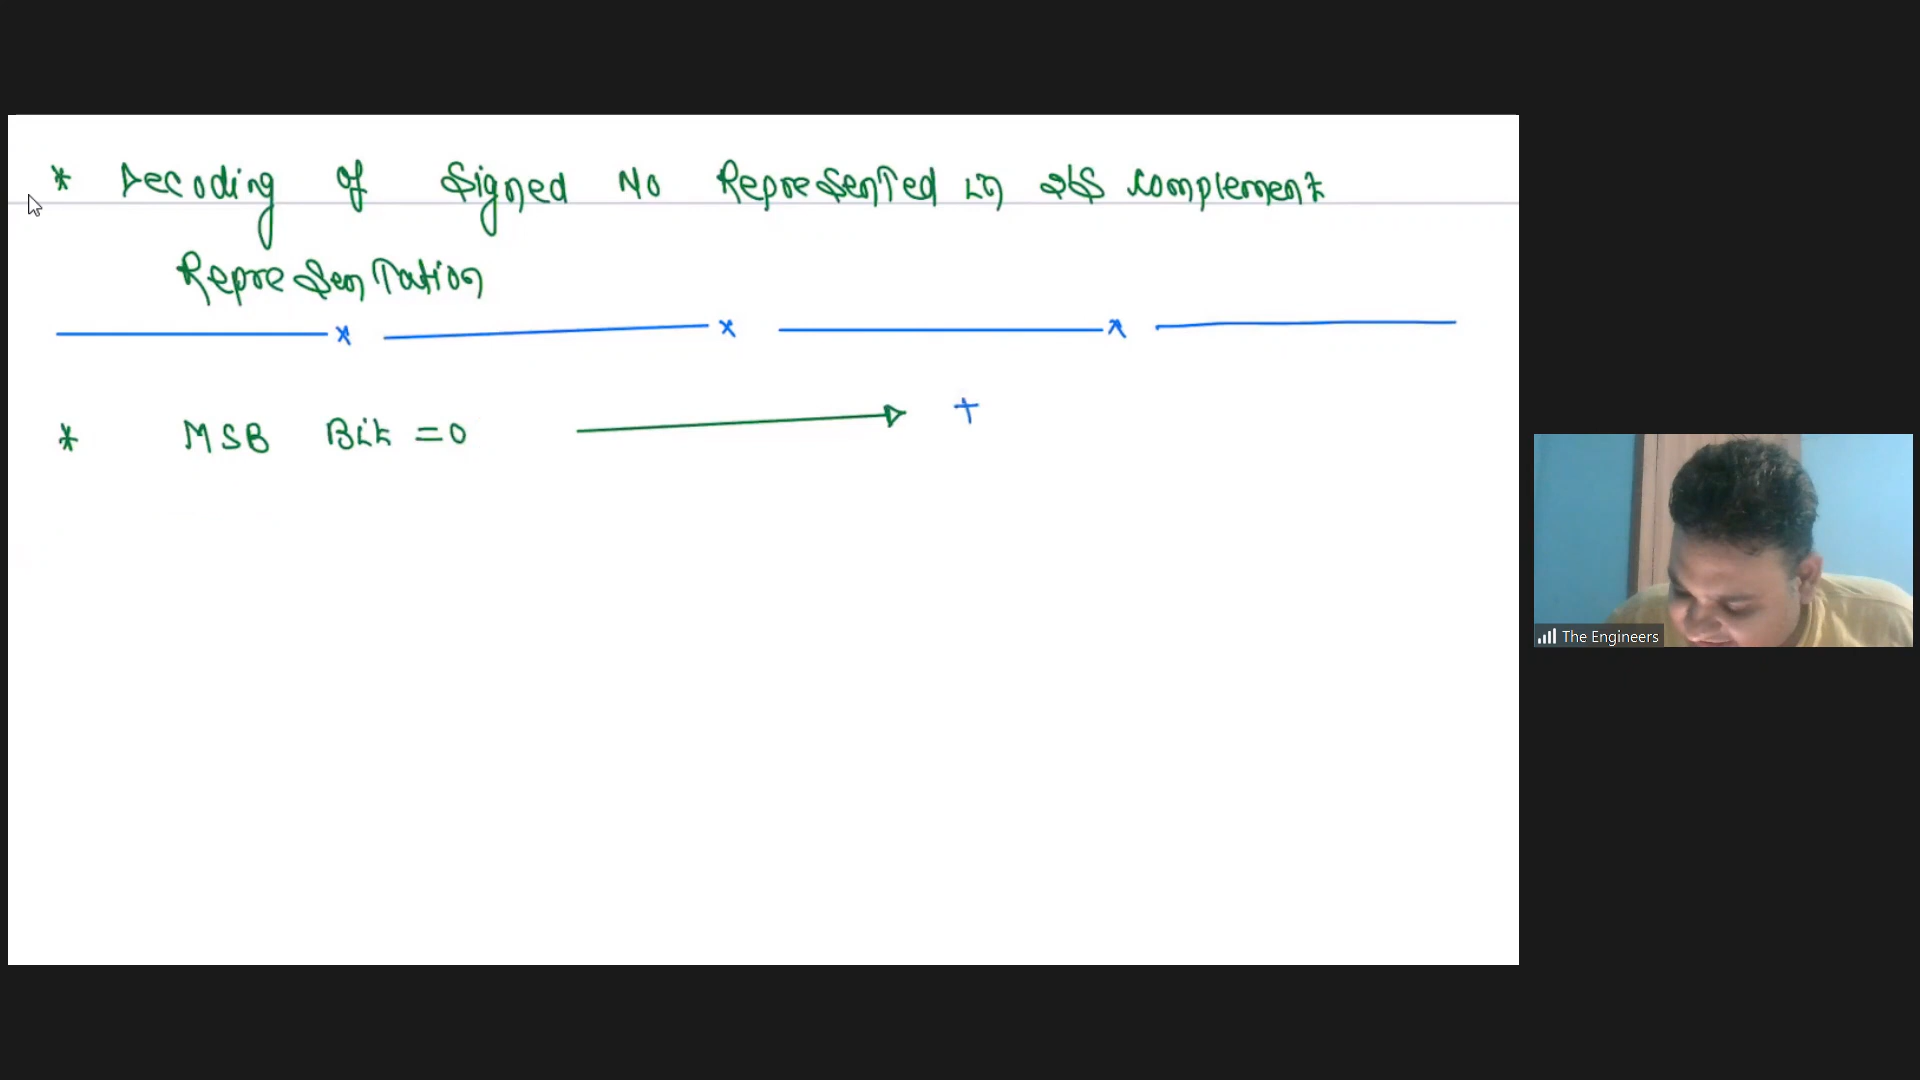 * Decoding of Signed No Represented in 2's complement
Representation
x x x
* MSB Bit = 0 +
The Engineers